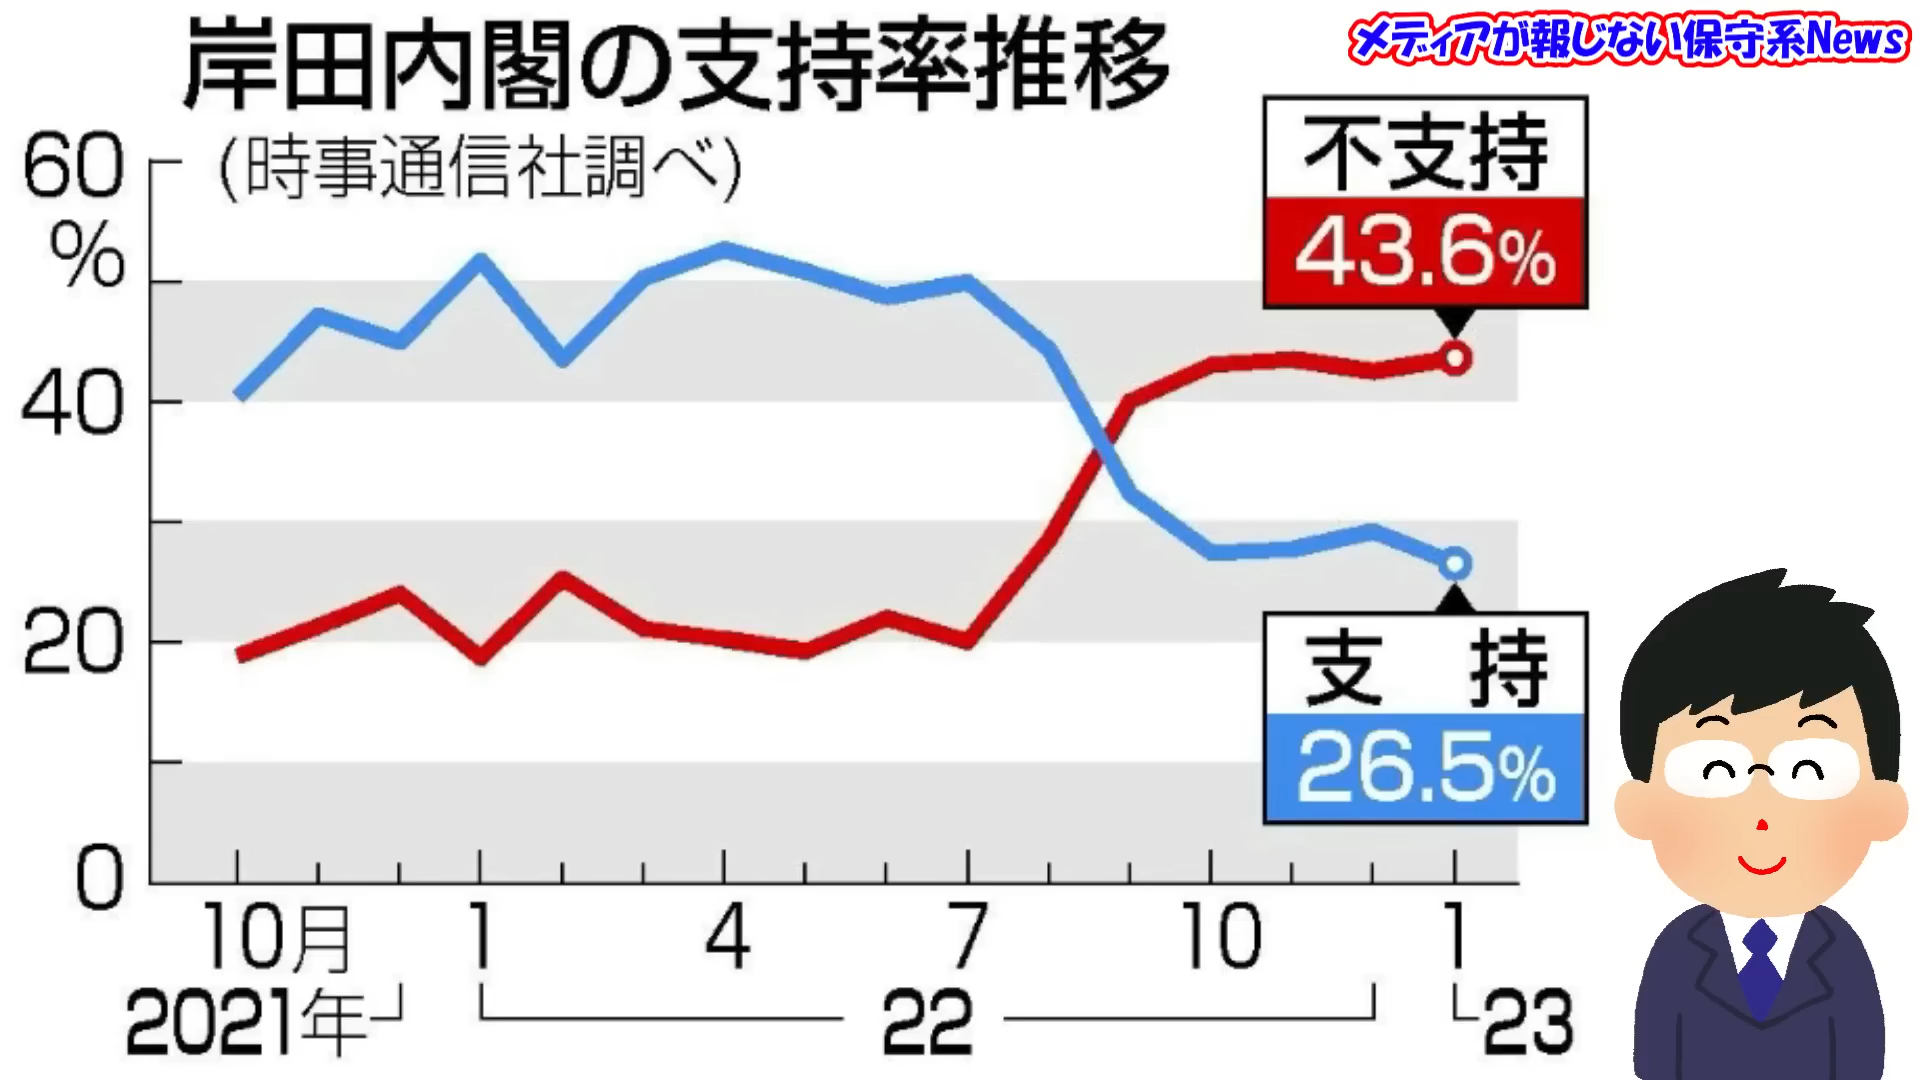 岸田内閣の支持率推移
メディアが報じない保守系News
(時事通信社調べ)
60
%
40
20
0
不支持
43.6%
支 持
26.5%
10月 1 4 7 10 1
2021年 22 23